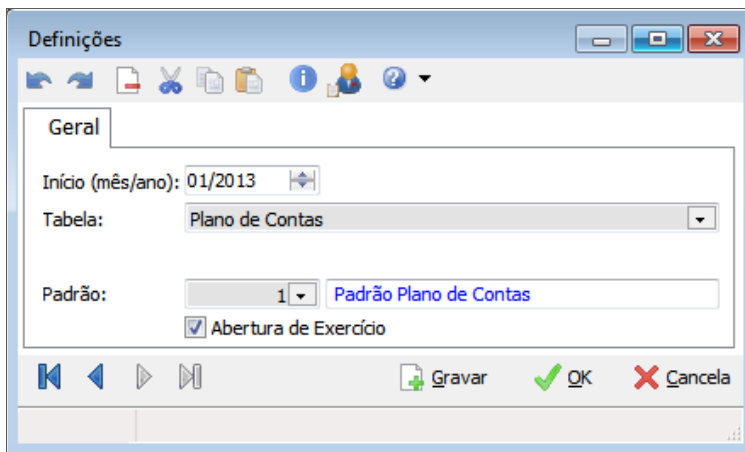 Definições
Geral
Início (mês/ano): 01/2013
Tabela: Plano de Contas
Padrão: 1 Padrão Plano de Contas
Abertura de Exercício
Gravar OK Cancela